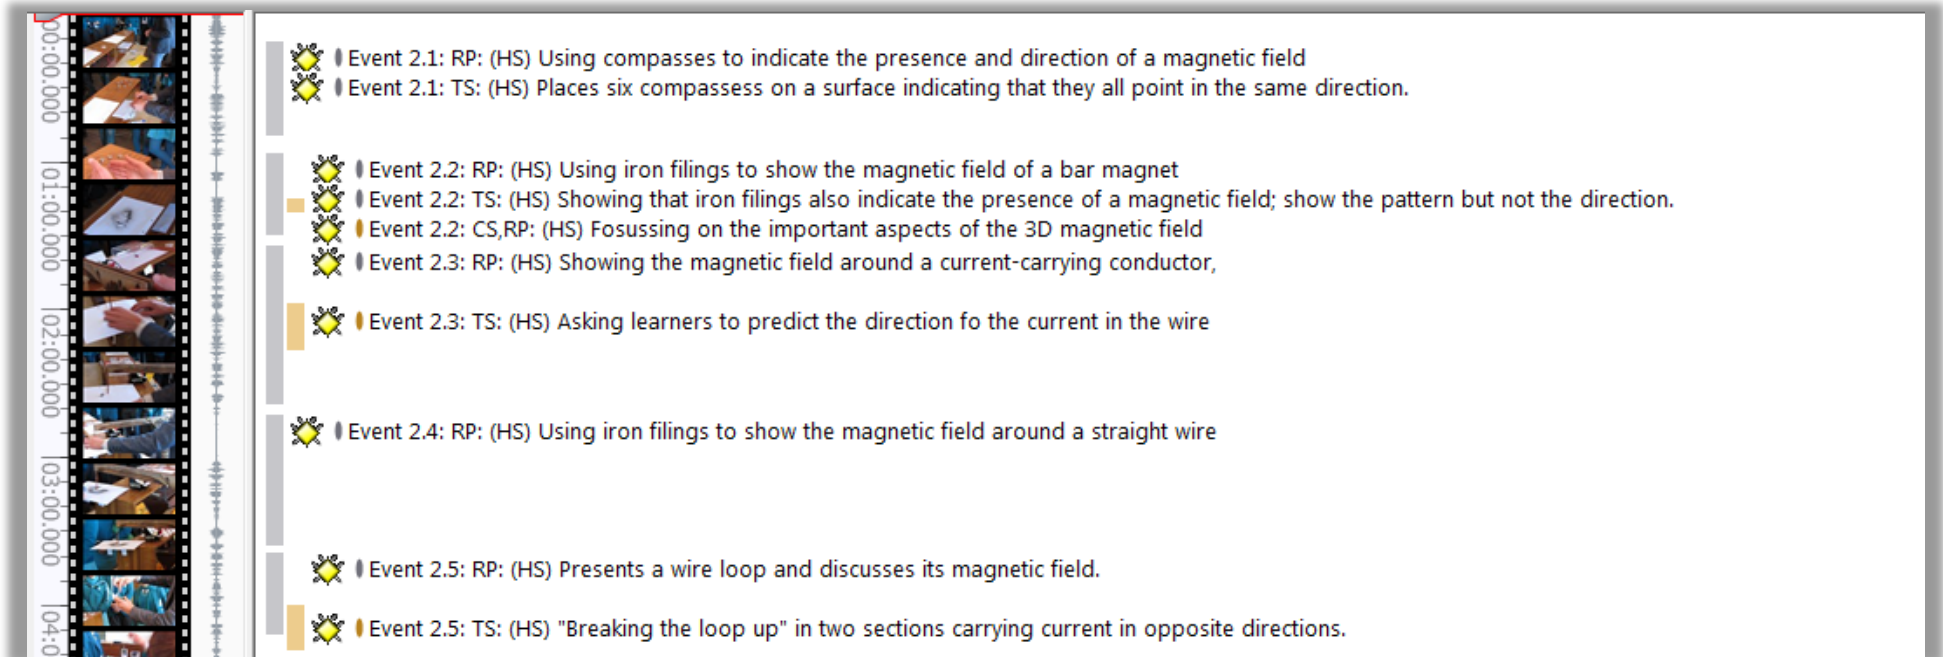 00:00.000
Event 2.1: RP: (HS) Using compasses to indicate the presence and direction of a magnetic field
Event 2.1: TS: (HS) Places six compassess on a surface indicating that they all point in the same direction.
01:00.000
Event 2.2: RP: (HS) Using iron filings to show the magnetic field of a bar magnet
Event 2.2: TS: (HS) Showing that iron filings also indicate the presence of a magnetic field; show the pattern but not the direction.
Event 2.2: CS,RP: (HS) Fosussing on the important aspects of the 3D magnetic field
Event 2.3: RP: (HS) Showing the magnetic field around a current-carrying conductor,
02:00.000
Event 2.3: TS: (HS) Asking learners to predict the direction fo the current in the wire
Event 2.4: RP: (HS) Using iron filings to show the magnetic field around a straight wire
03:00.000
Event 2.5: RP: (HS) Presents a wire loop and discusses its magnetic field.
04:0
Event 2.5: TS: (HS) "Breaking the loop up" in two sections carrying current in opposite directions.